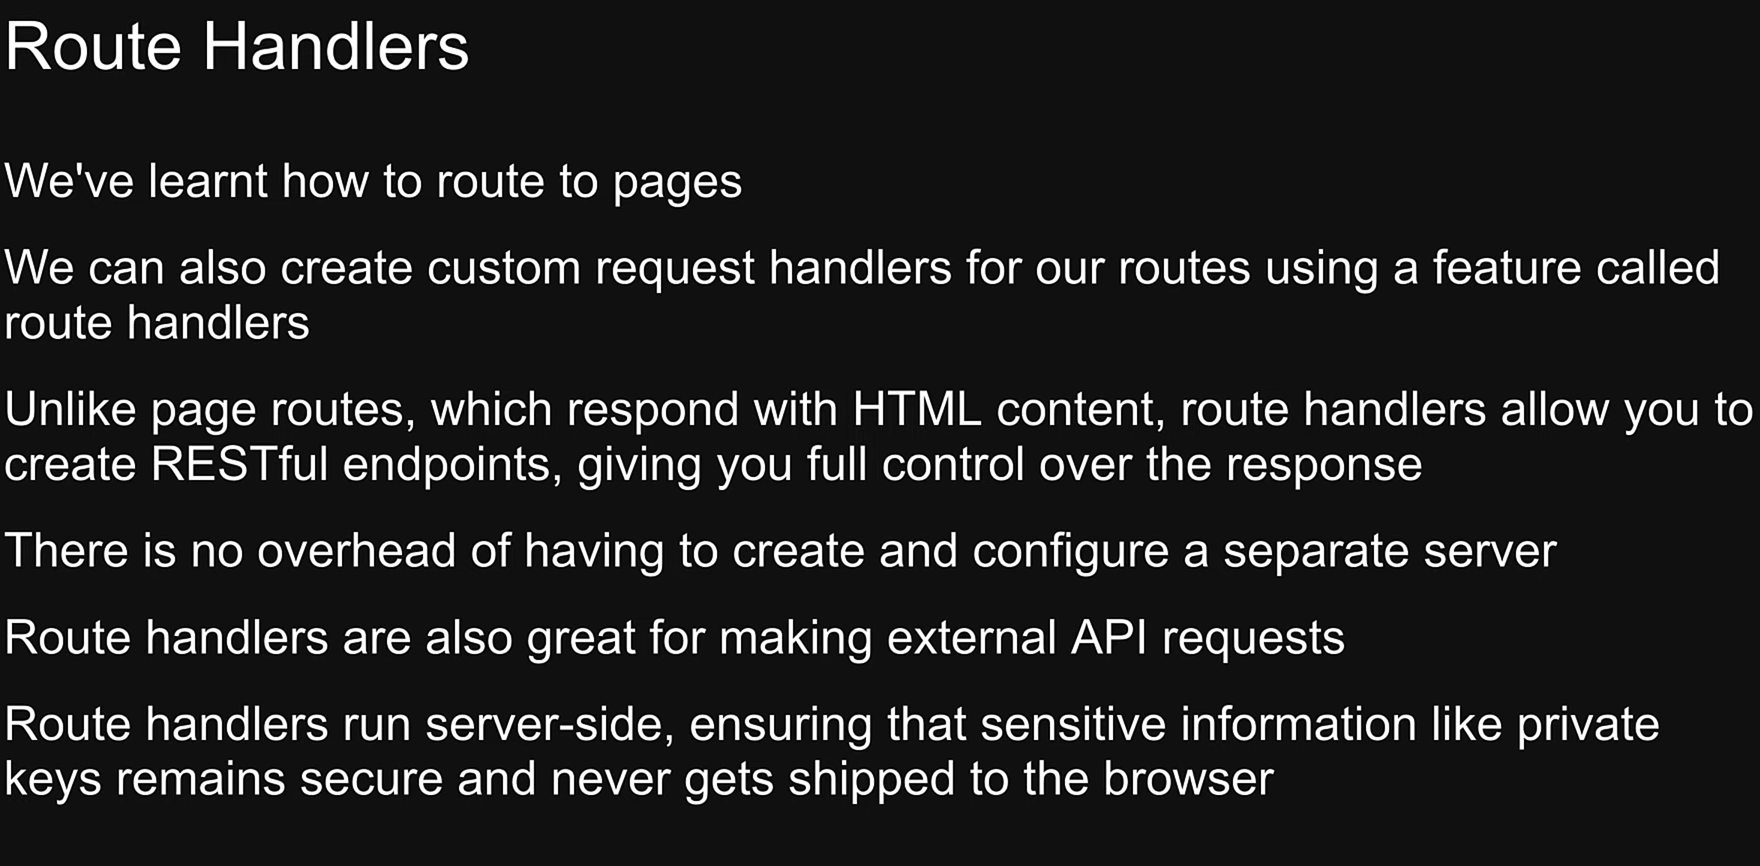 Route Handlers
We've learnt how to route to pages
We can also create custom request handlers for our routes using a feature called
route handlers
Unlike page routes, which respond with HTML content, route handlers allow you to
create RESTful endpoints, giving you full control over the response
There is no overhead of having to create and configure a separate server
Route handlers are also great for making external API requests
Route handlers run server-side, ensuring that sensitive information like private
keys remains secure and never gets shipped to the browser